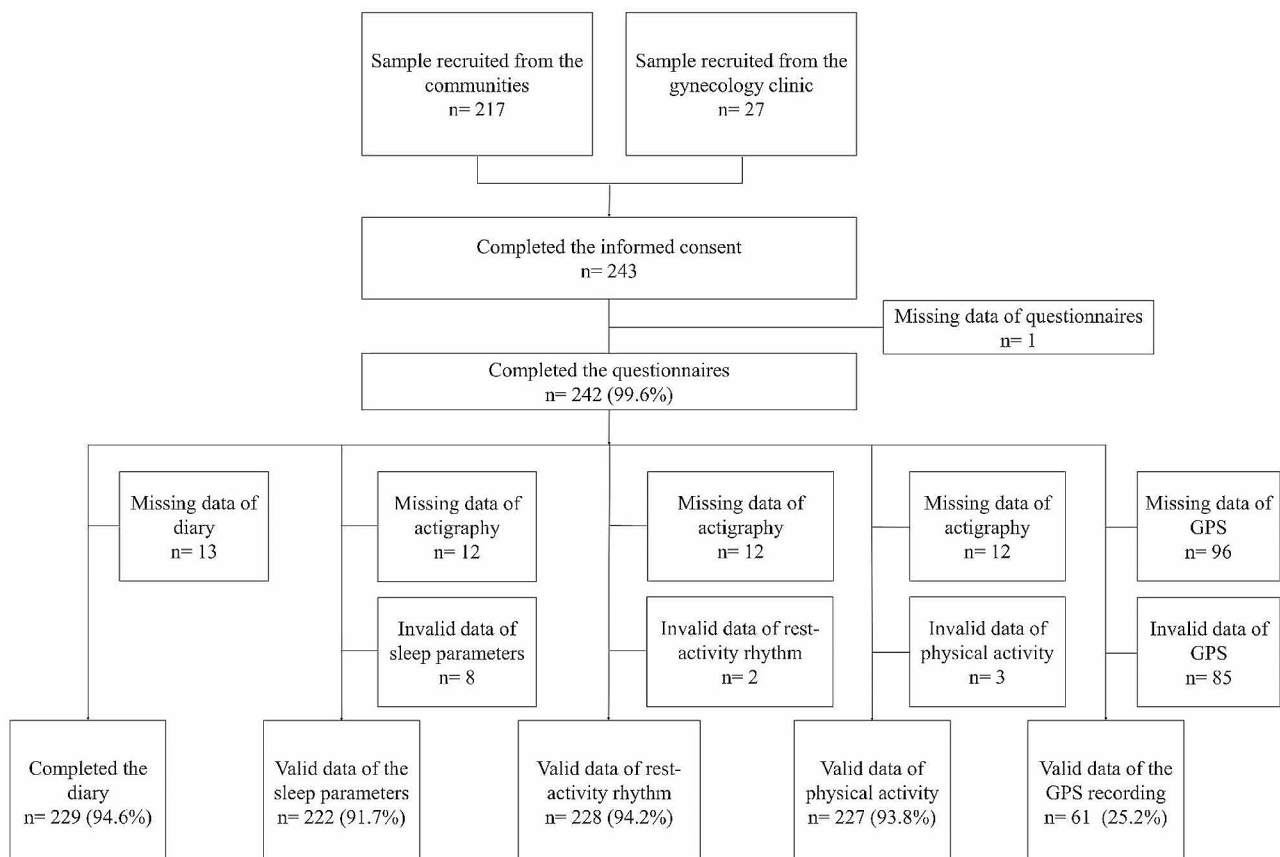 Sample recruited from the
communities
n= 217
Sample recruited from the
gynecology clinic
n= 27
Completed the informed consent
n= 243
Missing data of questionnaires
n= 1
Completed the questionnaires
n= 242 (99.6%)
Missing data of
diary
n= 13
Missing data of
actigraphy
n= 12
Missing data of
actigraphy
n= 12
Missing data of
actigraphy
n= 12
Missing data of
GPS
n= 96
Invalid data of
sleep parameters
n= 8
Invalid data of rest-
activity rhythm
n= 2
Invalid data of
physical activity
n= 3
Invalid data of
GPS
n= 85
Completed the
diary
n= 229 (94.6%)
Valid data of the
sleep parameters
n= 222 (91.7%)
Valid data of rest-
activity rhythm
n= 228 (94.2%)
Valid data of
physical activity
n= 227 (93.8%)
Valid data of the
GPS recording
n= 61 (25.2%)